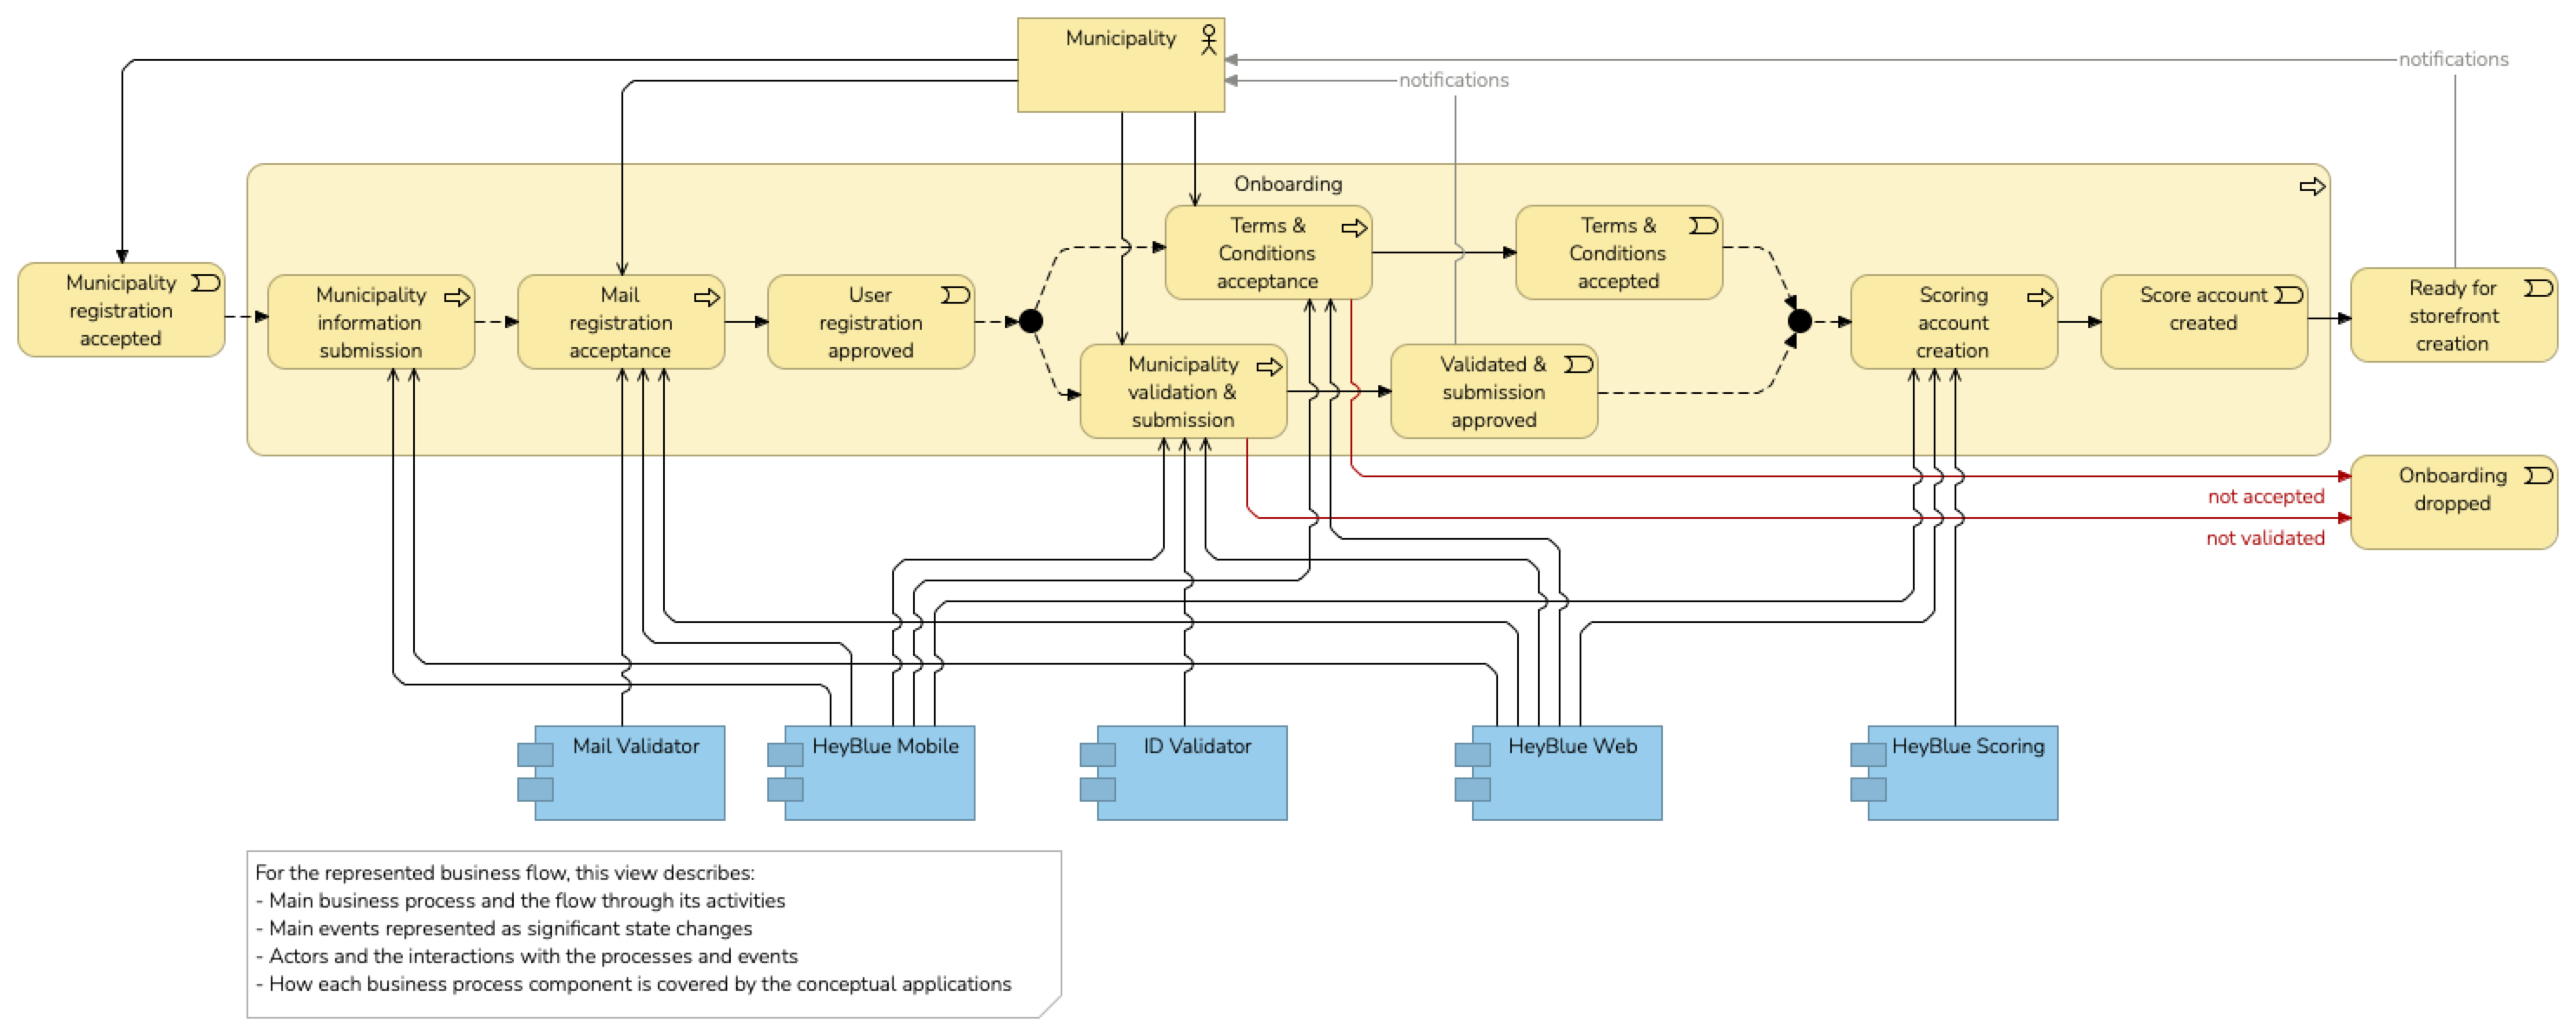 Municipality
notifications
notifications
Onboarding
Municipality
registration
accepted
Municipality
information
submission
Mail
registration
acceptance
User
registration
approved
Terms &
Conditions
acceptance
Terms &
Conditions
accepted
Municipality
validation &
submission
Validated &
submission
approved
Scoring
account
creation
Score account
created
Ready for
storefront
creation
Onboarding
dropped
not accepted
not validated
Mail Validator
HeyBlue Mobile
ID Validator
HeyBlue Web
HeyBlue Scoring
For the represented business flow, this view describes:
- Main business process and the flow through its activities
- Main events represented as significant state changes
- Actors and the interactions with the processes and events
- How each business process component is covered by the conceptual applications